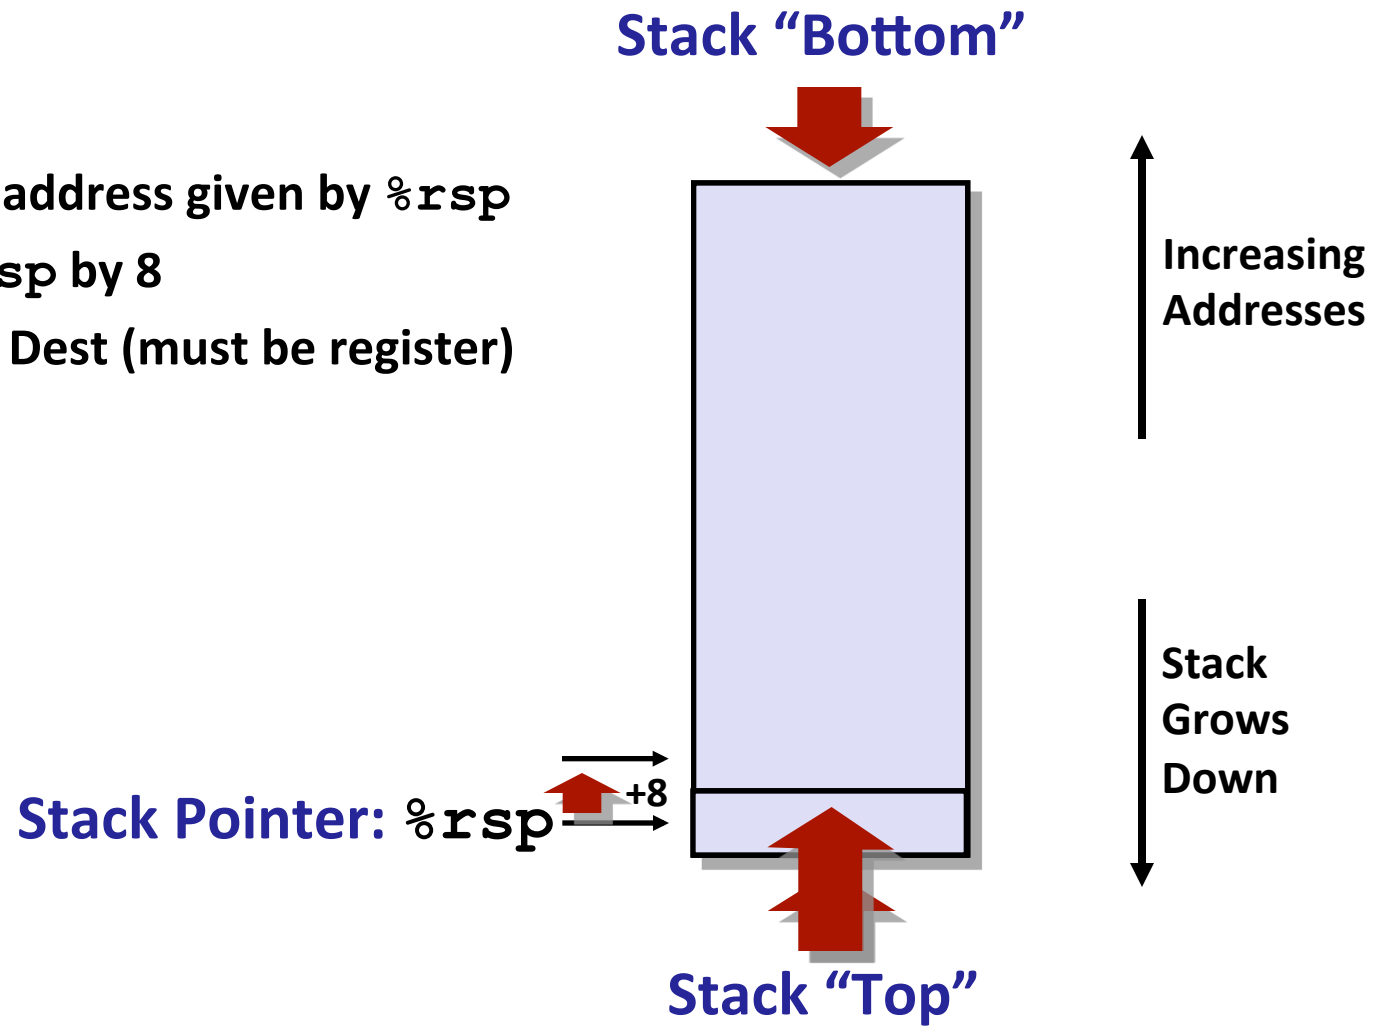 Stack “Bottom”
address given by %rsp
sp by 8
Dest (must be register)
Increasing
Addresses
Stack
Grows
Down
+8
Stack Pointer: %rsp
Stack “Top”